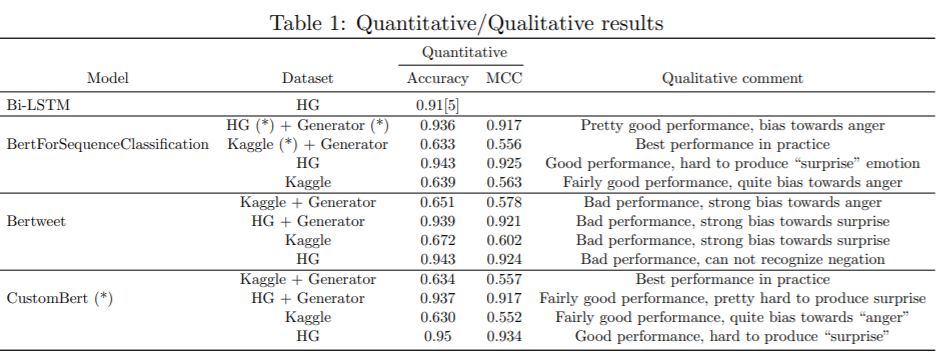 Table 1: Quantitative/Qualitative results
Quantitative
Model Dataset Accuracy MCC Qualitative comment
Bi-LSTM HG 0.91[5]
HG (*) + Generator (*) 0.936 0.917 Pretty good performance, bias towards anger
BertForSequenceClassification Kaggle (*) + Generator 0.633 0.556 Best performance in practice
HG 0.943 0.925 Good performance, hard to produce “surprise” emotion
Kaggle 0.639 0.563 Fairly good performance, quite bias towards anger
Kaggle + Generator 0.651 0.578 Bad performance, strong bias towards anger
Bertweet HG + Generator 0.939 0.921 Bad performance, strong bias towards surprise
Kaggle 0.672 0.602 Bad performance, strong bias towards surprise
HG 0.943 0.924 Bad performance, can not recognize negation
Kaggle + Generator 0.634 0.557 Best performance in practice
CustomBert (*) HG + Generator 0.937 0.917 Fairly good performance, pretty hard to produce surprise
Kaggle 0.630 0.552 Fairly good performance, quite bias towards “anger”
HG 0.95 0.934 Good performance, hard to produce “surprise”